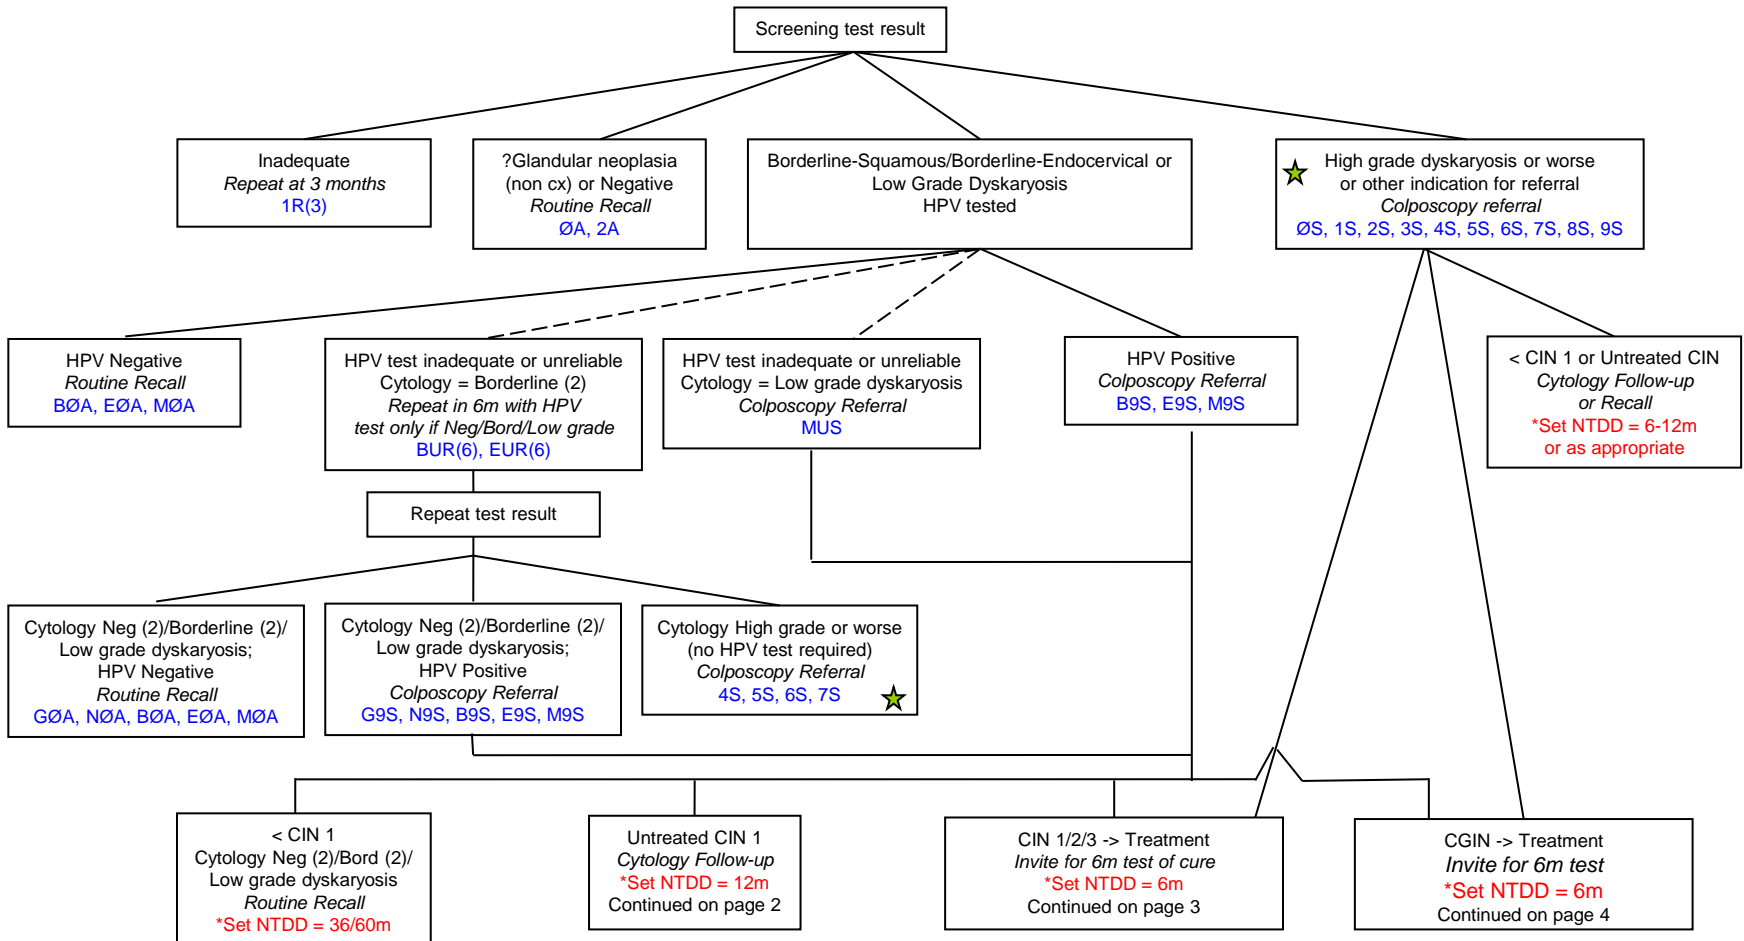 Screening test result
Inadequate
Repeat at 3 months
1R(3)
?Glandular neoplasia
(non cx) or Negative
Routine Recall
ØA, 2A
Borderline-Squamous/Borderline-Endocervical or
Low Grade Dyskaryosis
HPV tested
High grade dyskaryosis or worse
or other indication for referral
Colposcopy referral
ØS, 1S, 2S, 3S, 4S, 5S, 6S, 7S, 8S, 9S
HPV Negative
Routine Recall
BØA, EØA, MØA
HPV test inadequate or unreliable
Cytology = Borderline (2)
Repeat in 6m with HPV
test only if Neg/Bord/Low grade
BUR(6), EUR(6)
HPV test inadequate or unreliable
Cytology = Low grade dyskaryosis
Colposcopy Referral
MUS
HPV Positive
Colposcopy Referral
B9S, E9S, M9S
< CIN 1 or Untreated CIN
Cytology Follow-up
or Recall
*Set NTDD = 6-12m
or as appropriate
Repeat test result
Cytology Neg (2)/Borderline (2)/
Low grade dyskaryosis;
HPV Negative
Routine Recall
GØA, NØA, BØA, EØA, MØA
Cytology Neg (2)/Borderline (2)/
Low grade dyskaryosis;
HPV Positive
Colposcopy Referral
G9S, N9S, B9S, E9S, M9S
Cytology High grade or worse
(no HPV test required)
Colposcopy Referral
4S, 5S, 6S, 7S
< CIN 1
Cytology Neg (2)/Bord (2)/
Low grade dyskaryosis
Routine Recall
*Set NTDD = 36/60m
Untreated CIN 1
Cytology Follow-up
*Set NTDD = 12m
Continued on page 2
CIN 1/2/3 -> Treatment
Invite for 6m test of cure
*Set NTDD = 6m
Continued on page 3
CGIN -> Treatment
Invite for 6m test
*Set NTDD = 6m
Continued on page 4